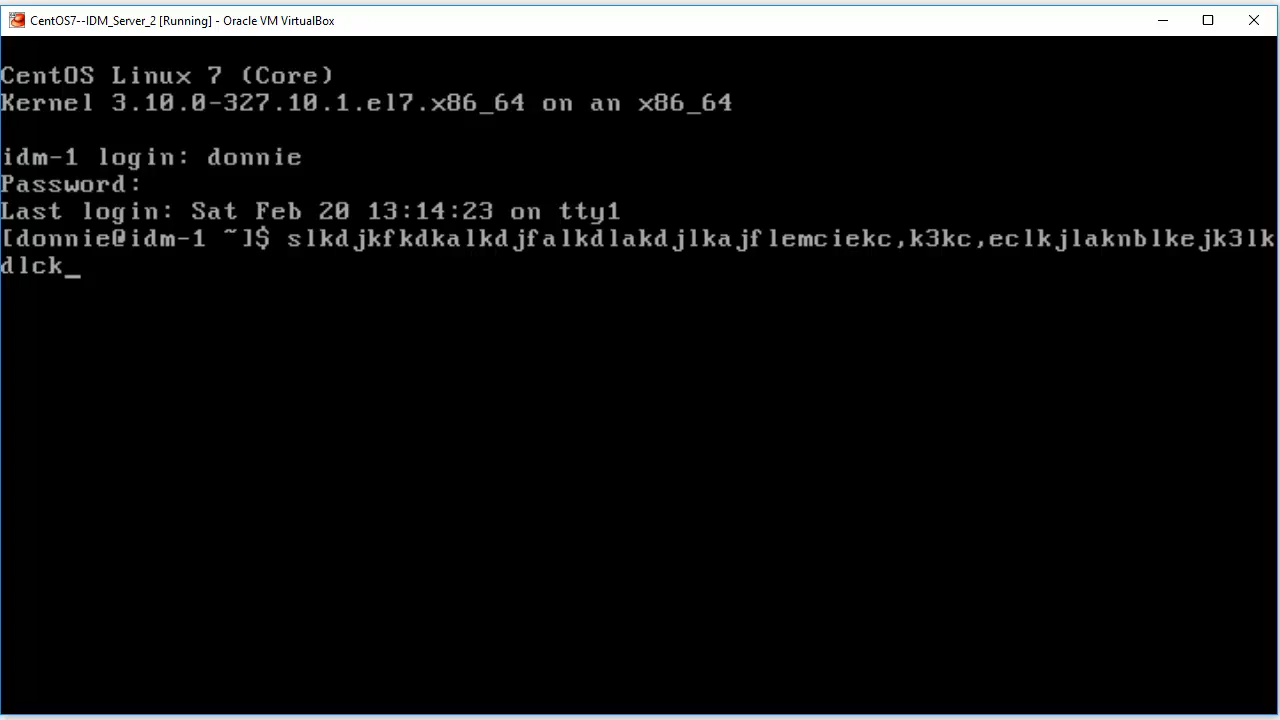 CentOS7--IDM_Server_2 [Running] - Oracle VM VirtualBox
CentOS Linux 7 (Core)
Kernel 3.10.0-327.10.1.el7.x86_64 on an x86_64
idm-1 login: donnie
Password:
Last login: Sat Feb 20 13:14:23 on tty1
[donnie@idm-1 ~]$ slkdjkfkdkalkdjfalkdlakdjlkajflemciekc,k3kc,eclkjlaknblkejk3lk
dlck_